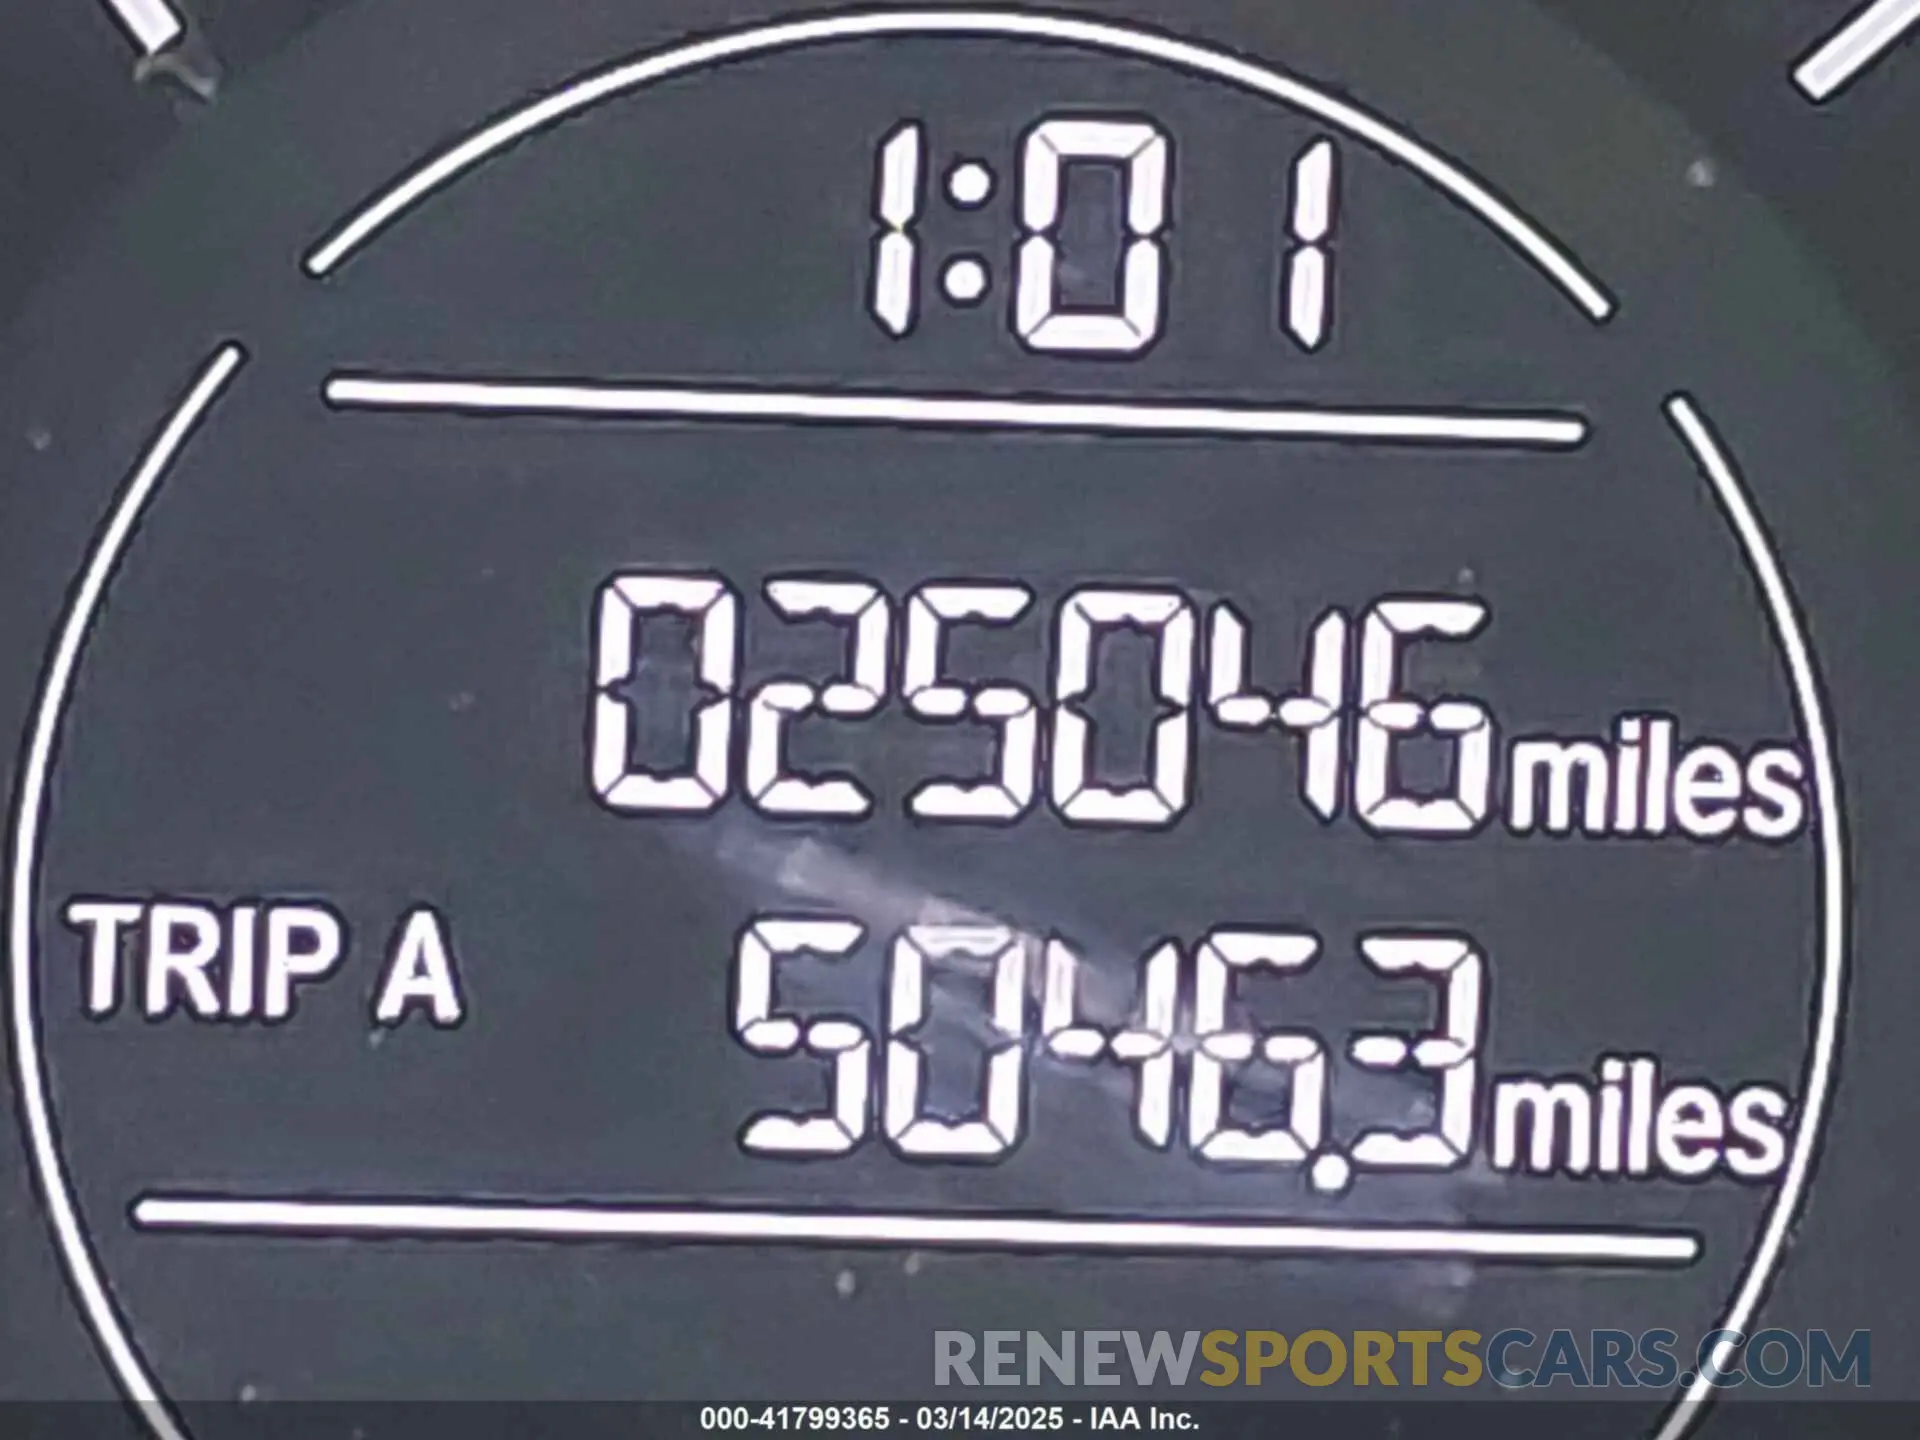 1:01
025046 miles
TRIP A 5046.3 miles
RENEWSPORTSCARS.COM
000-41799365 - 03/14/2025 - IAA Inc.